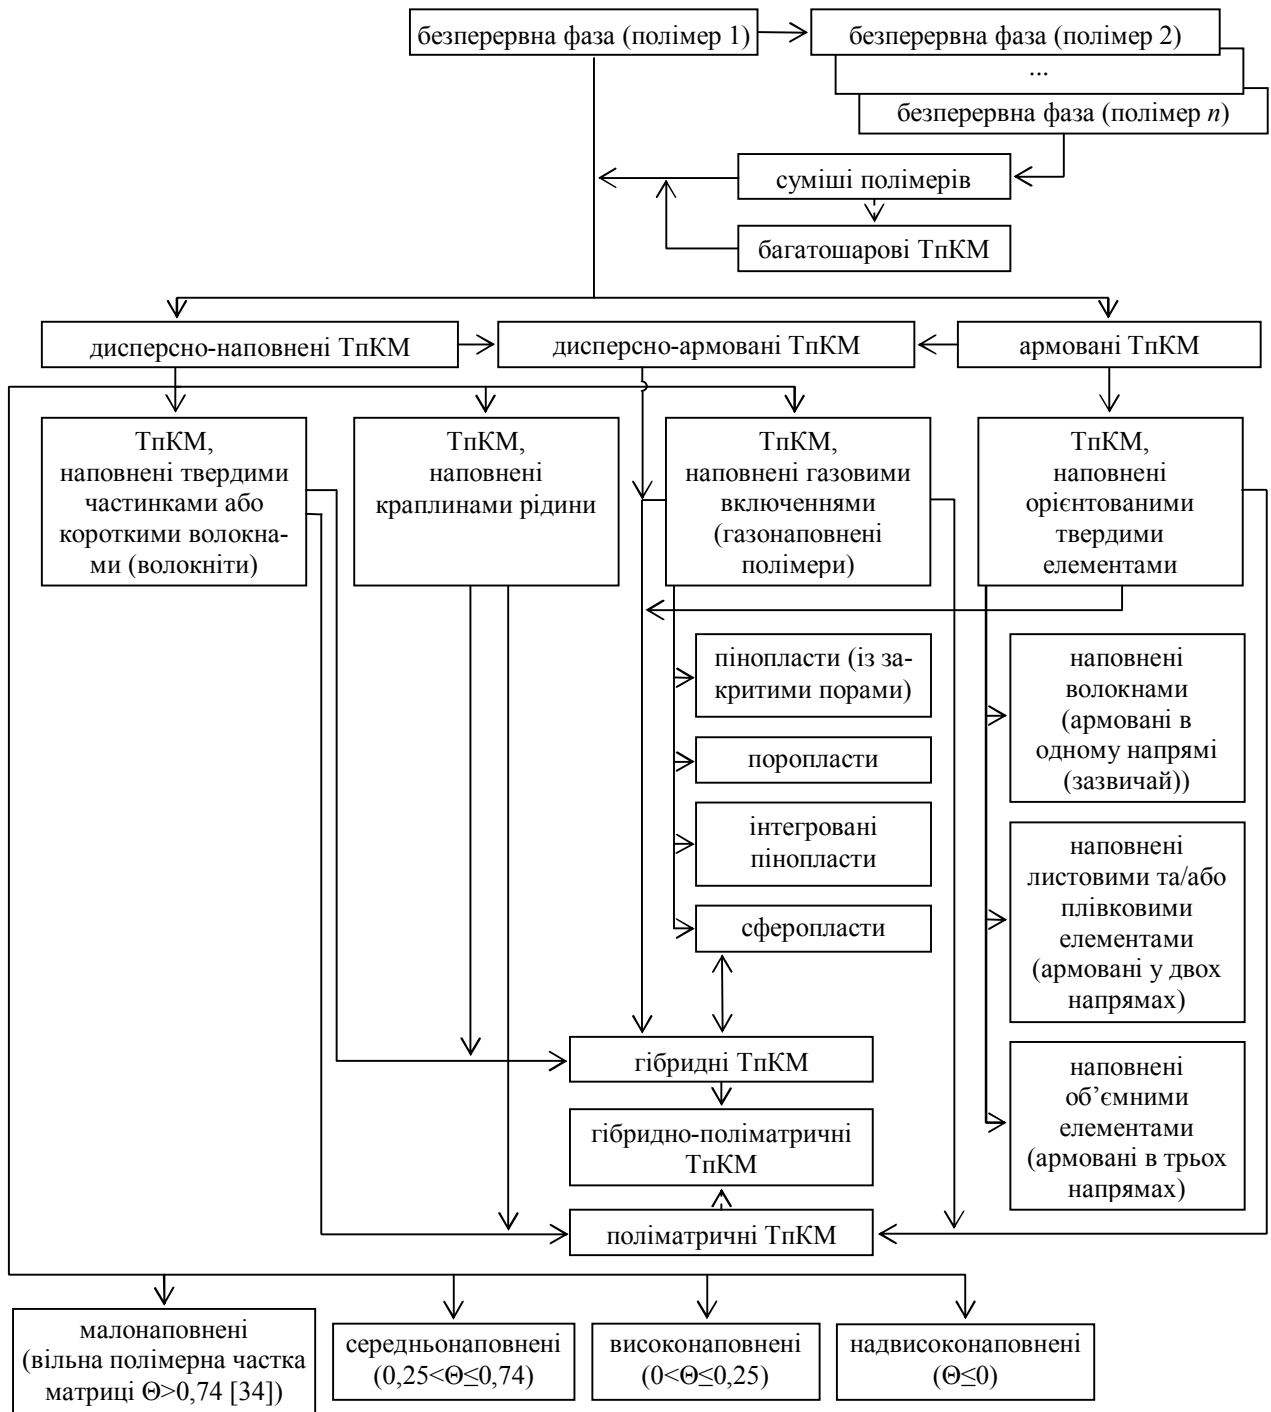 безперервна фаза (полімер 1)
безперервна фаза (полімер 2)
...
безперервна фаза (полімер n)
суміші полімерів
багатошарові ТпКМ
дисперсно-наповнені ТпКМ
дисперсно-армовані ТпКМ
армовані ТпКМ
ТпКМ,
наповнені твердими
частинками або
короткими волокна-
ми (волокніти)
ТпКМ,
наповнені
краплинами рідини
ТпКМ,
наповнені газовими
включеннями
(газонаповнені
полімери)
ТпКМ,
наповнені
орієнтованими
твердими
елементами
пінопласти (із за-
критими порами)
поропласти
інтегровані
пінопласти
сферопласти
наповнені
волокнами
(армовані в
одному напрямі
(зазвичай))
наповнені
листовими та/або
плівковими
елементами
(армовані у двох
напрямах)
наповнені
об’ємними
елементами
(армовані в трьох
напрямах)
гібридні ТпКМ
гібридно-поліматричні
ТпКМ
поліматричні ТпКМ
малонаповнені
(вільна полімерна частка
матриці Θ>0,74 [34])
середньонаповнені
(0,25<Θ≤0,74)
високонаповнені
(0<Θ≤0,25)
надвисоконаповнені
(Θ≤0)